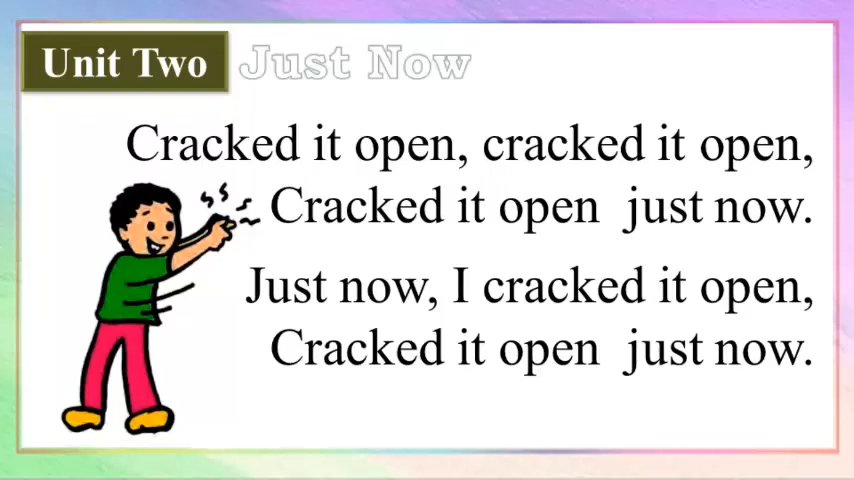 Unit Two Just Now
Cracked it open, cracked it open,
Cracked it open just now.
Just now, I cracked it open,
Cracked it open just now.